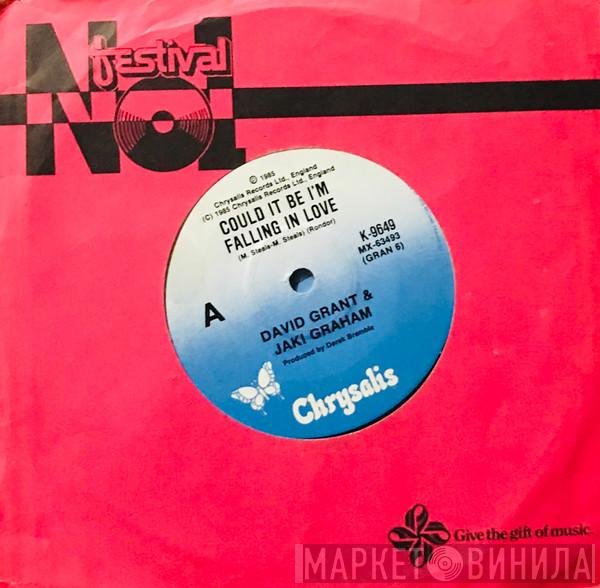 festival
No1
℗ 1985
Chrysalis Records Ltd., England
(C) 1985 Chrysalis Records Ltd., England
COULD IT BE I'M
FALLING IN LOVE
(M. Steals-M. Steals) (Rondor)
K-9649
MX-63493
(GRAN 6)
A
DAVID GRANT &
JAKI GRAHAM
Produced by Derek Bramble
Chrysalis
Give the gift of music.
МАРКЕТ ВИНИЛА